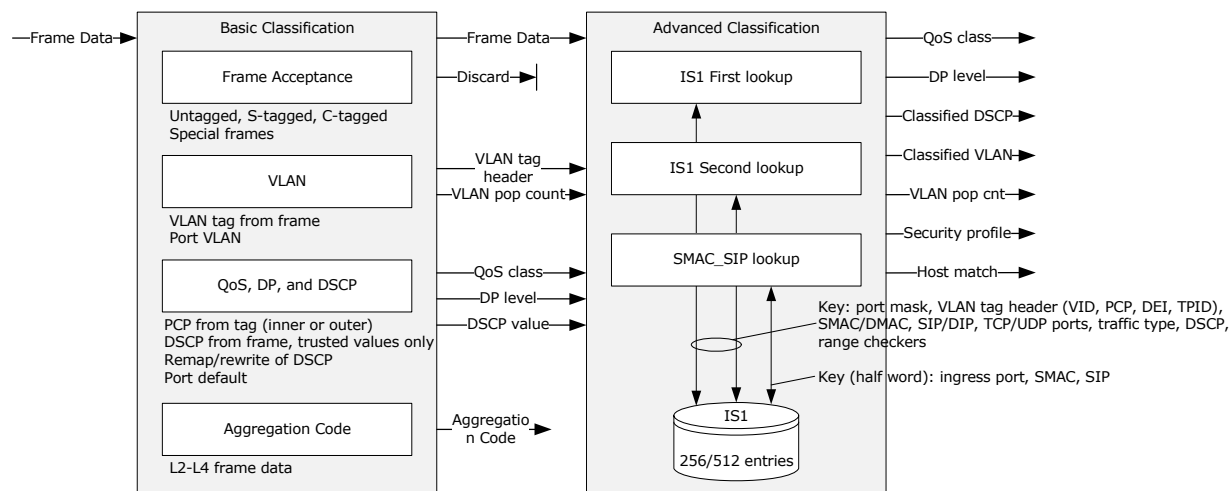 Basic Classification
Frame Data
Frame Acceptance
Untagged, S-tagged, C-tagged
Special frames
VLAN
VLAN tag from frame
Port VLAN
QoS, DP, and DSCP
PCP from tag (inner or outer)
DSCP from frame, trusted values only
Remap/rewrite of DSCP
Port default
Aggregation Code
L2-L4 frame data
Frame Data
Discard
VLAN tag
header
VLAN pop count
QoS class
DP level
DSCP value
Aggregatio
n Code
Advanced Classification
IS1 First lookup
IS1 Second lookup
SMAC_SIP lookup
Key: port mask, VLAN tag header (VID, PCP, DEI, TPID),
SMAC/DMAC, SIP/DIP, TCP/UDP ports, traffic type, DSCP,
range checkers
Key (half word): ingress port, SMAC, SIP
IS1
256/512 entries
QoS class
DP level
Classified DSCP
Classified VLAN
VLAN pop cnt
Security profile
Host match